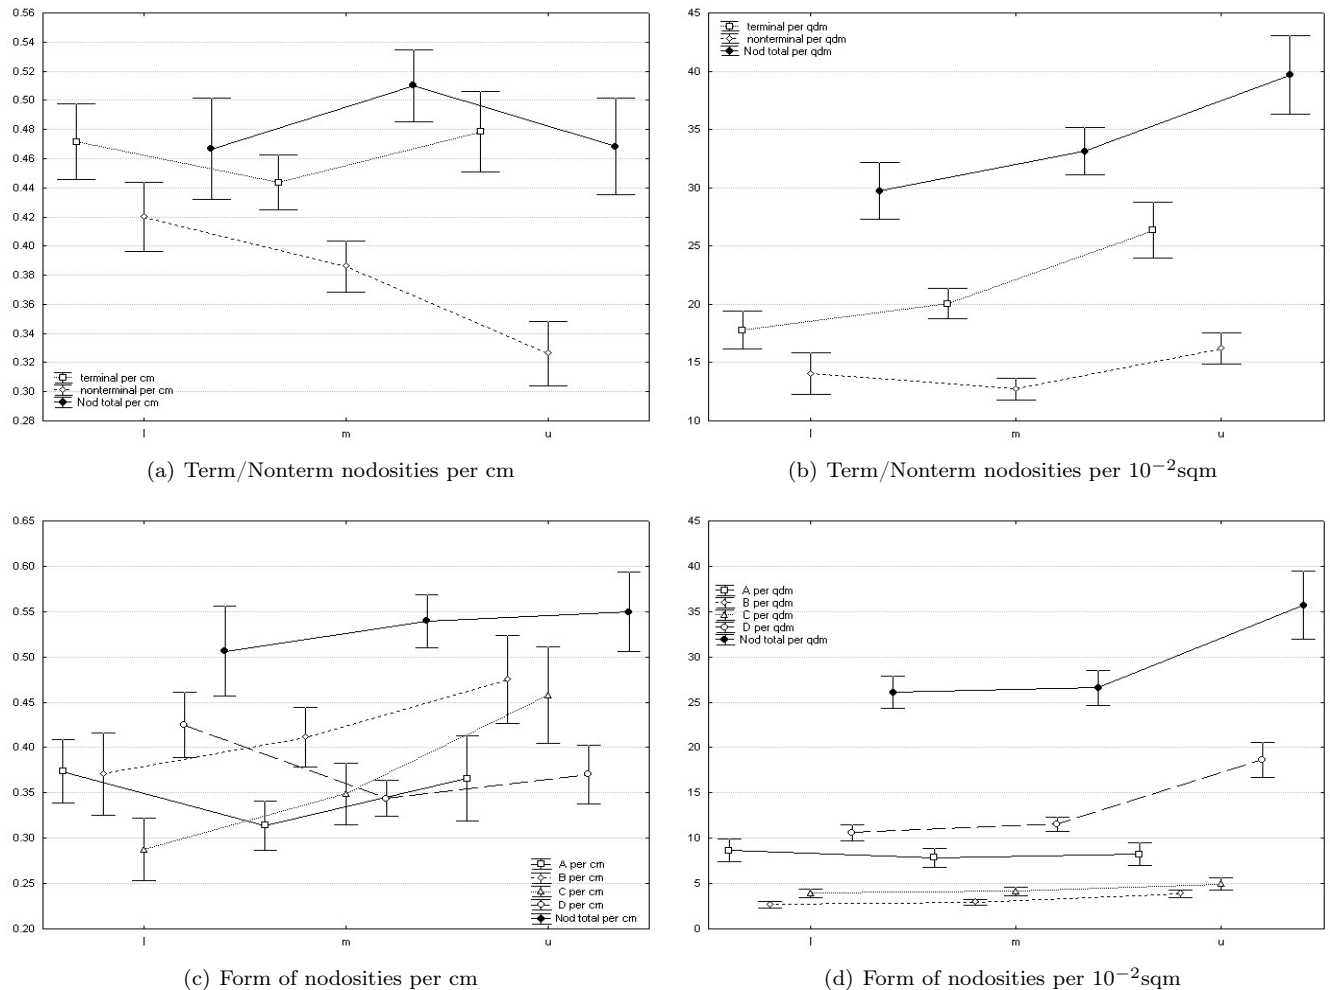 0.56
0.54
0.52
0.50
0.48
0.46
0.44
0.42
0.40
0.38
0.36
0.34
0.32
0.30
0.28
terminal per cm
nonterminal per cm
Nod total per cm
l
m
u
(a) Term/Nonterm nodosities per cm
45
40
35
30
25
20
15
10
terminal per qdm
nonterminal per qdm
Nod total per qdm
l
m
u
(b) Term/Nonterm nodosities per 10⁻²sqm
0.65
0.60
0.55
0.50
0.45
0.40
0.35
0.30
0.25
0.20
A per cm
B per cm
C per cm
D per cm
Nod total per cm
l
m
u
(c) Form of nodosities per cm
45
40
35
30
25
20
15
10
5
0
A per qdm
B per qdm
C per qdm
D per qdm
Nod total per qdm
l
m
u
(d) Form of nodosities per 10⁻²sqm